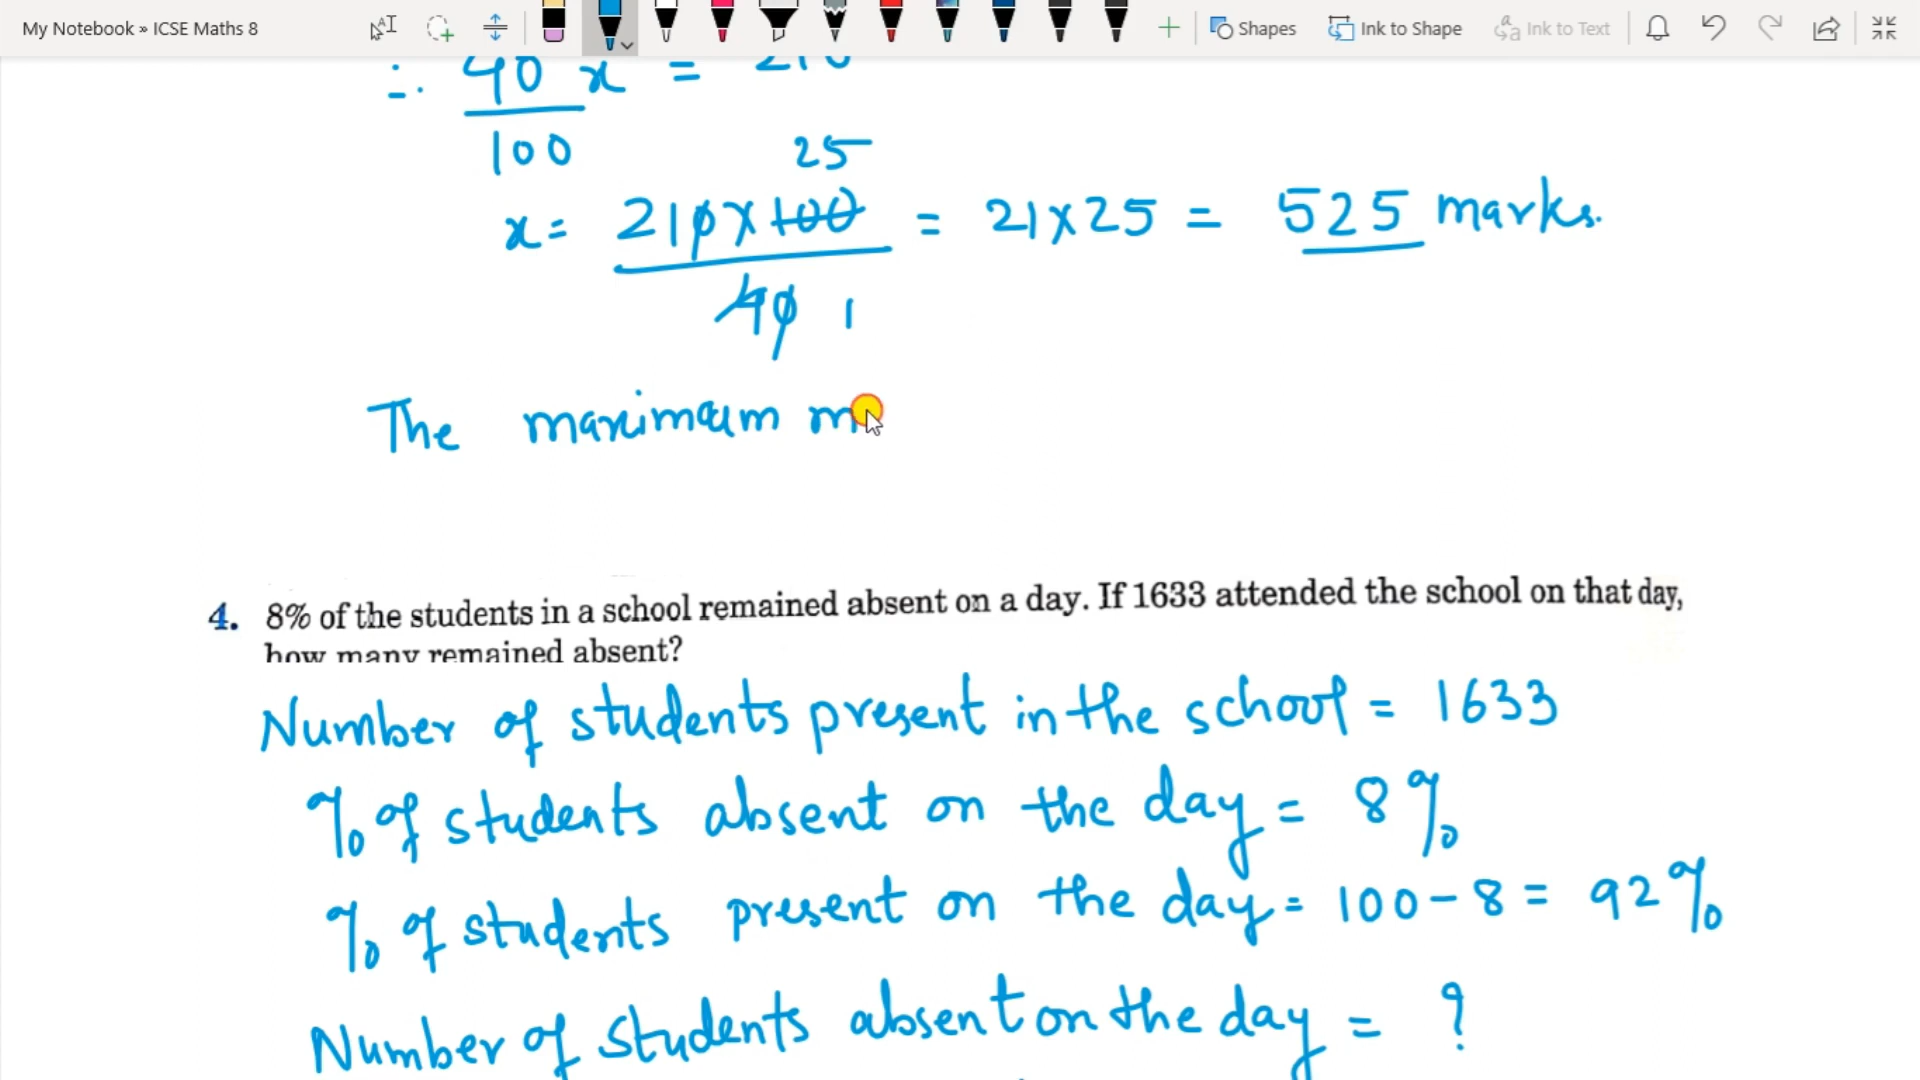 My Notebook » ICSE Maths 8 Shapes Ink to Shape Ink to Text
∴ 40 x = 210
100 25
x = 210 x 100 = 21 x 25 = 525 marks.
40 1
The maximum m
4. 8% of the students in a school remained absent on a day. If 1633 attended the school on that day,
how many remained absent?
Number of students present in the school = 1633
% of students absent on the day = 8%
% of students present on the day = 100 - 8 = 92%
Number of students absent on the day = ?